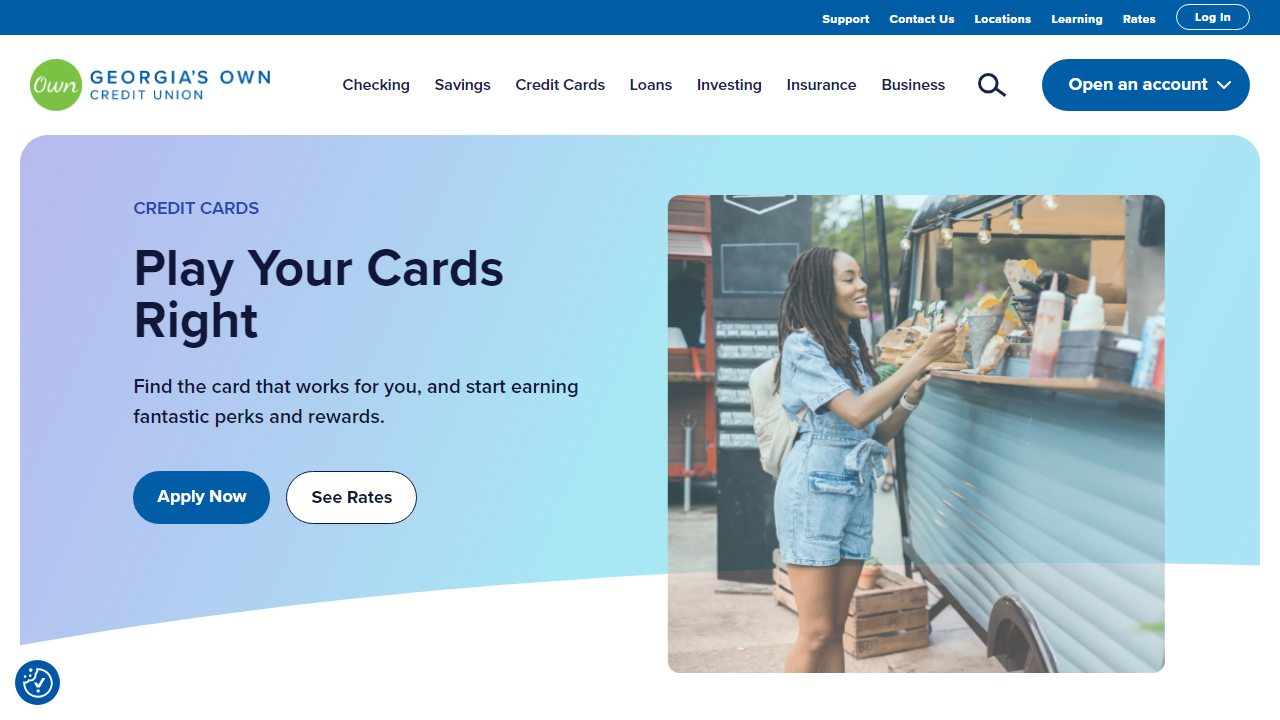 Support Contact Us Locations Learning Rates Log In
Own GEORGIA'S OWN
CREDIT UNION
Checking Savings Credit Cards Loans Investing Insurance Business Open an account
CREDIT CARDS
Play Your Cards
Right
Find the card that works for you, and start earning
fantastic perks and rewards.
Apply Now See Rates